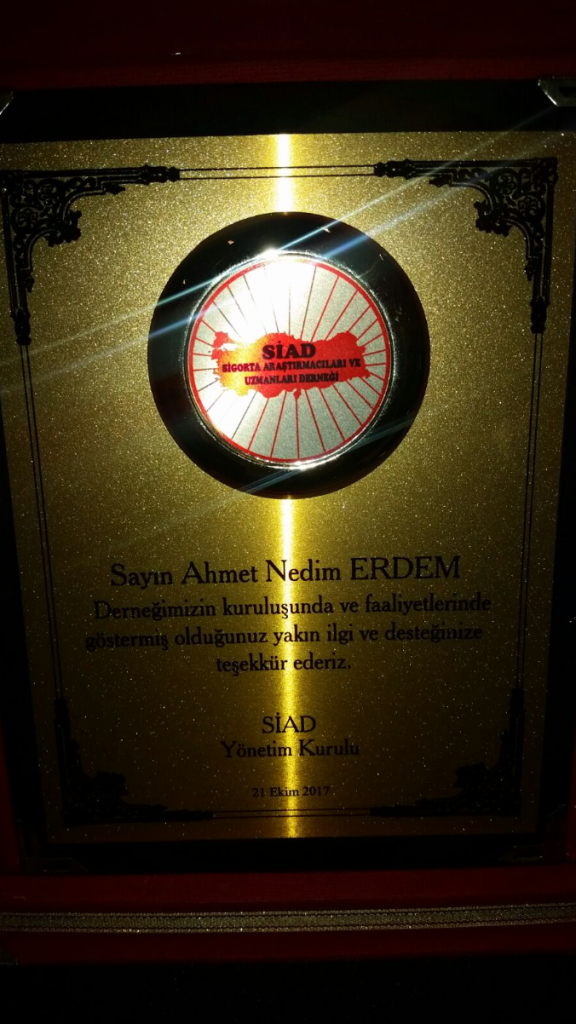 SİAD
SİGORTA ARAŞTIRMACILARI VE
UZMANLARI DERNEĞİ
Sayın Ahmet Nedim ERDEM
Derneğimizin kuruluşunda ve faaliyetlerinde
göstermiş olduğunuz yakın ilgi ve desteğinize
teşekkür ederiz.
SİAD
Yönetim Kurulu
21 Ekim 2017